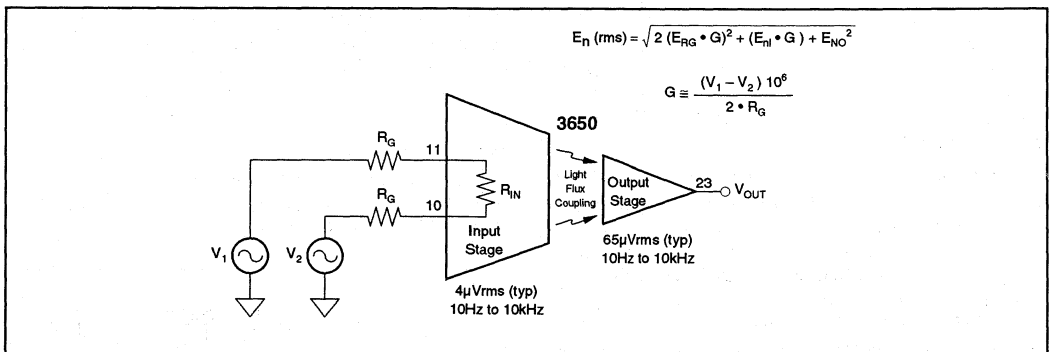 En (rms) = √2 (ERG • G)² + (EnI • G ) + ENO²
G ≅ (V1 – V2) 10⁶
2 • RG
3650
RG
11
RIN
RG
10
Input
Stage
Light
Flux
Coupling
Output
Stage
23
VOUT
V1
V2
4µVrms (typ)
10Hz to 10kHz
65µVrms (typ)
10Hz to 10kHz